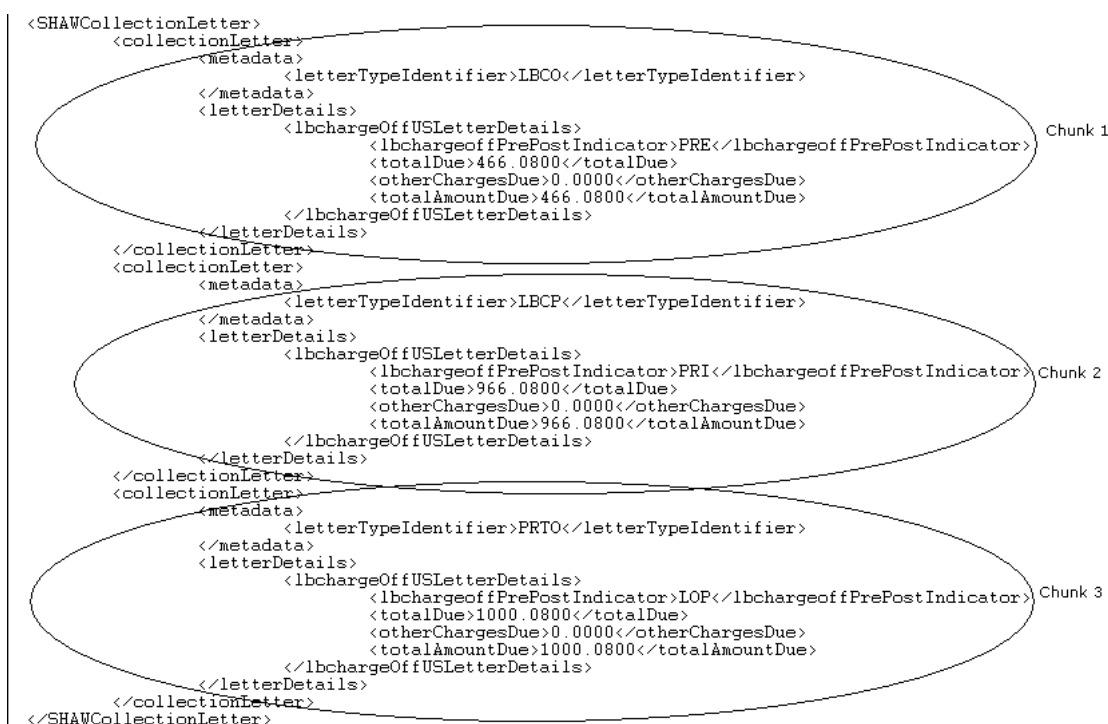 <SHAWCollectionLetter>
<collectionLetter>
<metadata>
<letterTypeIdentifier>LBCO</letterTypeIdentifier>
</metadata>
<letterDetails>
<lbchargeOffUSLetterDetails>
<lbchargeoffPrePostIndicator>PRE</lbchargeoffPrePostIndicator> Chunk 1
<totalDue>466.0800</totalDue>
<otherChargesDue>0.0000</otherChargesDue>
<totalAmountDue>466.0800</totalAmountDue>
</lbchargeOffUSLetterDetails>
</letterDetails>
</collectionLetter>
<collectionLetter>
<metadata>
<letterTypeIdentifier>LBCP</letterTypeIdentifier>
</metadata>
<letterDetails>
<lbchargeOffUSLetterDetails>
<lbchargeoffPrePostIndicator>PRI</lbchargeoffPrePostIndicator> Chunk 2
<totalDue>966.0800</totalDue>
<otherChargesDue>0.0000</otherChargesDue>
<totalAmountDue>966.0800</totalAmountDue>
</lbchargeOffUSLetterDetails>
</letterDetails>
</collectionLetter>
<collectionLetter>
<metadata>
<letterTypeIdentifier>PRTO</letterTypeIdentifier>
</metadata>
<letterDetails>
<lbchargeOffUSLetterDetails>
<lbchargeoffPrePostIndicator>LOP</lbchargeoffPrePostIndicator> Chunk 3
<totalDue>1000.0800</totalDue>
<otherChargesDue>0.0000</otherChargesDue>
<totalAmountDue>1000.0800</totalAmountDue>
</lbchargeOffUSLetterDetails>
</letterDetails>
</collectionLetter>
</SHAWCollectionLetter>